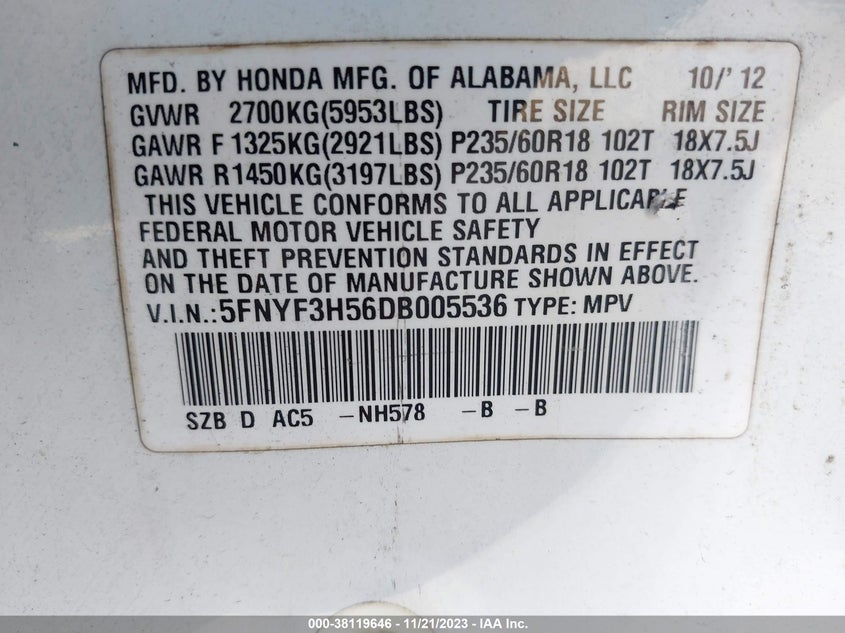 MFD. BY HONDA MFG. OF ALABAMA, LLC 10/' 12
GVWR 2700KG(5953LBS) TIRE SIZE RIM SIZE
GAWR F 1325KG(2921LBS) P235/60R18 102T 18X7.5J
GAWR R1450KG(3197LBS) P235/60R18 102T 18X7.5J
THIS VEHICLE CONFORMS TO ALL APPLICABLE
FEDERAL MOTOR VEHICLE SAFETY
AND THEFT PREVENTION STANDARDS IN EFFECT
ON THE DATE OF MANUFACTURE SHOWN ABOVE.
V.I.N.:5FNYF3H56DB005536 TYPE: MPV
SZB D AC5 -NH578 -B -B
000-38119646 - 11/21/2023 - IAA Inc.